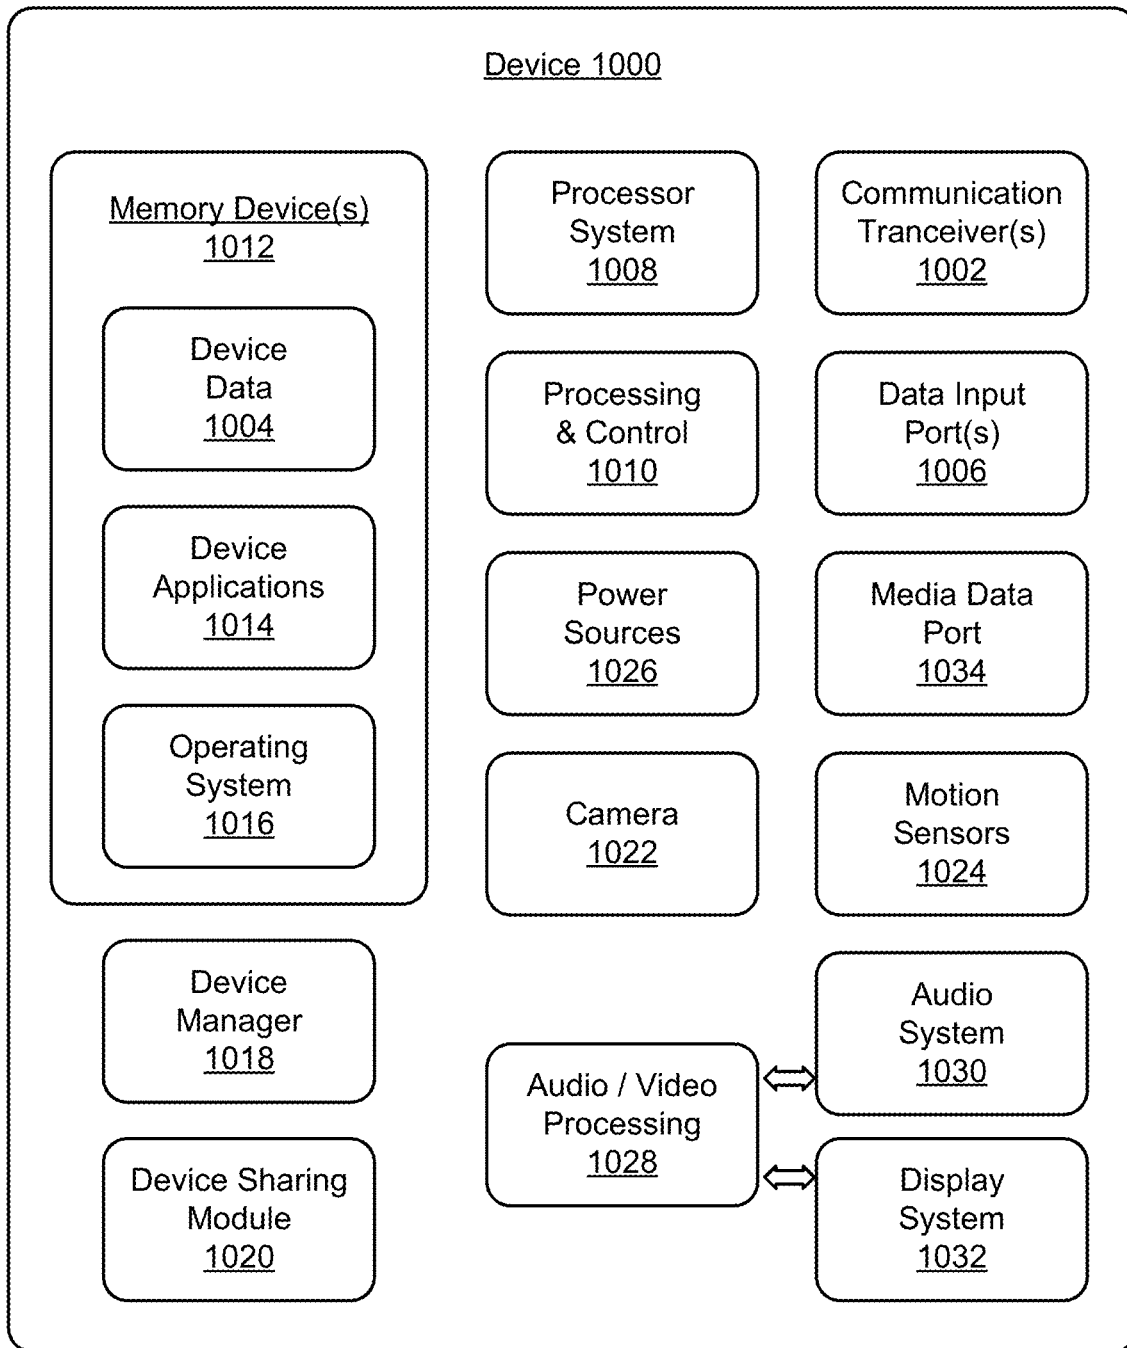 Device 1000
Memory Device(s)
1012
Device
Data
1004
Device
Applications
1014
Operating
System
1016
Device
Manager
1018
Device Sharing
Module
1020
Processor
System
1008
Processing
& Control
1010
Power
Sources
1026
Camera
1022
Audio / Video
Processing
1028
Communication
Tranceiver(s)
1002
Data Input
Port(s)
1006
Media Data
Port
1034
Motion
Sensors
1024
Audio
System
1030
Display
System
1032